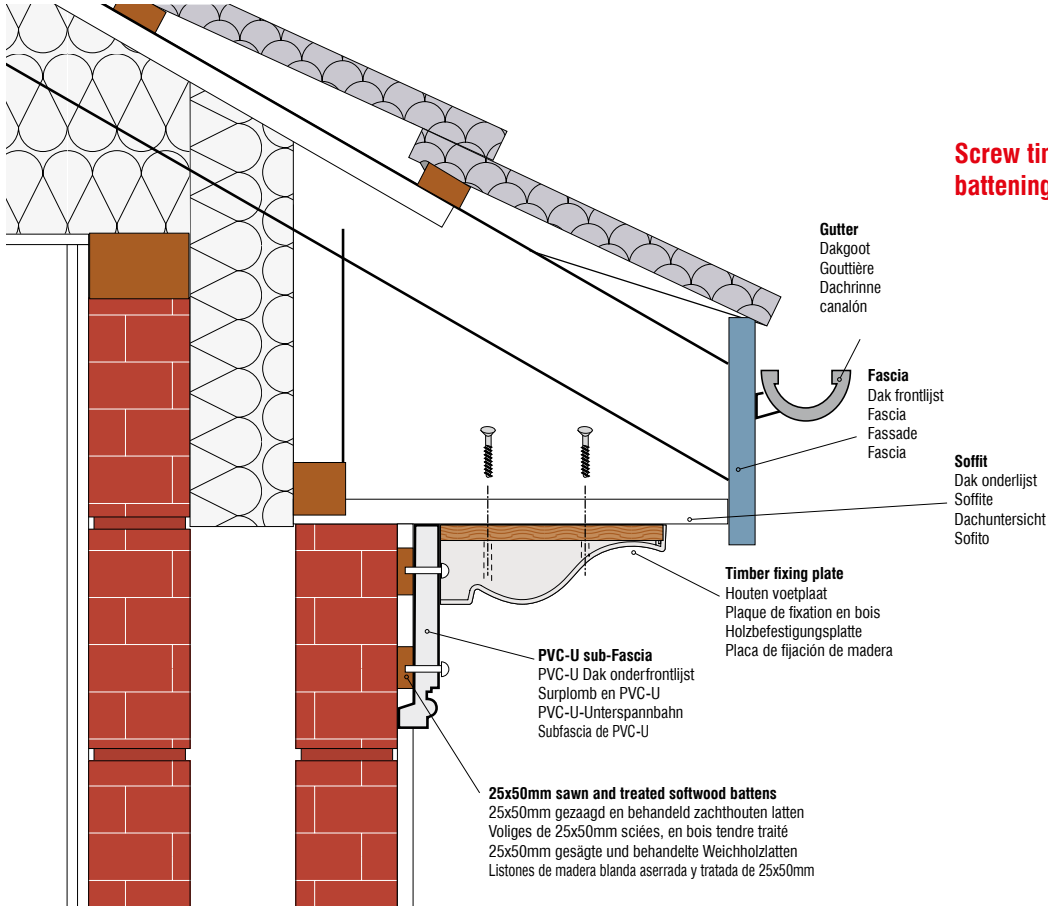 Screw tin
battening
Gutter
Dakgoot
Gouttière
Dachrinne
canalón
Fascia
Dak frontlijst
Fascia
Fassade
Fascia
Soffit
Dak onderlijst
Soffite
Dachuntersicht
Sofito
Timber fixing plate
Houten voetplaat
Plaque de fixation en bois
Holzbefestigungsplatte
Placa de fijación de madera
PVC-U sub-Fascia
PVC-U Dak onderfrontlijst
Surplomb en PVC-U
PVC-U-Unterspannbahn
Subfascia de PVC-U
25x50mm sawn and treated softwood battens
25x50mm gezaagd en behandeld zachthouten latten
Voliges de 25x50mm sciées, en bois tendre traité
25x50mm gesägte und behandelte Weichholzlatten
Listones de madera blanda aserrada y tratada de 25x50mm